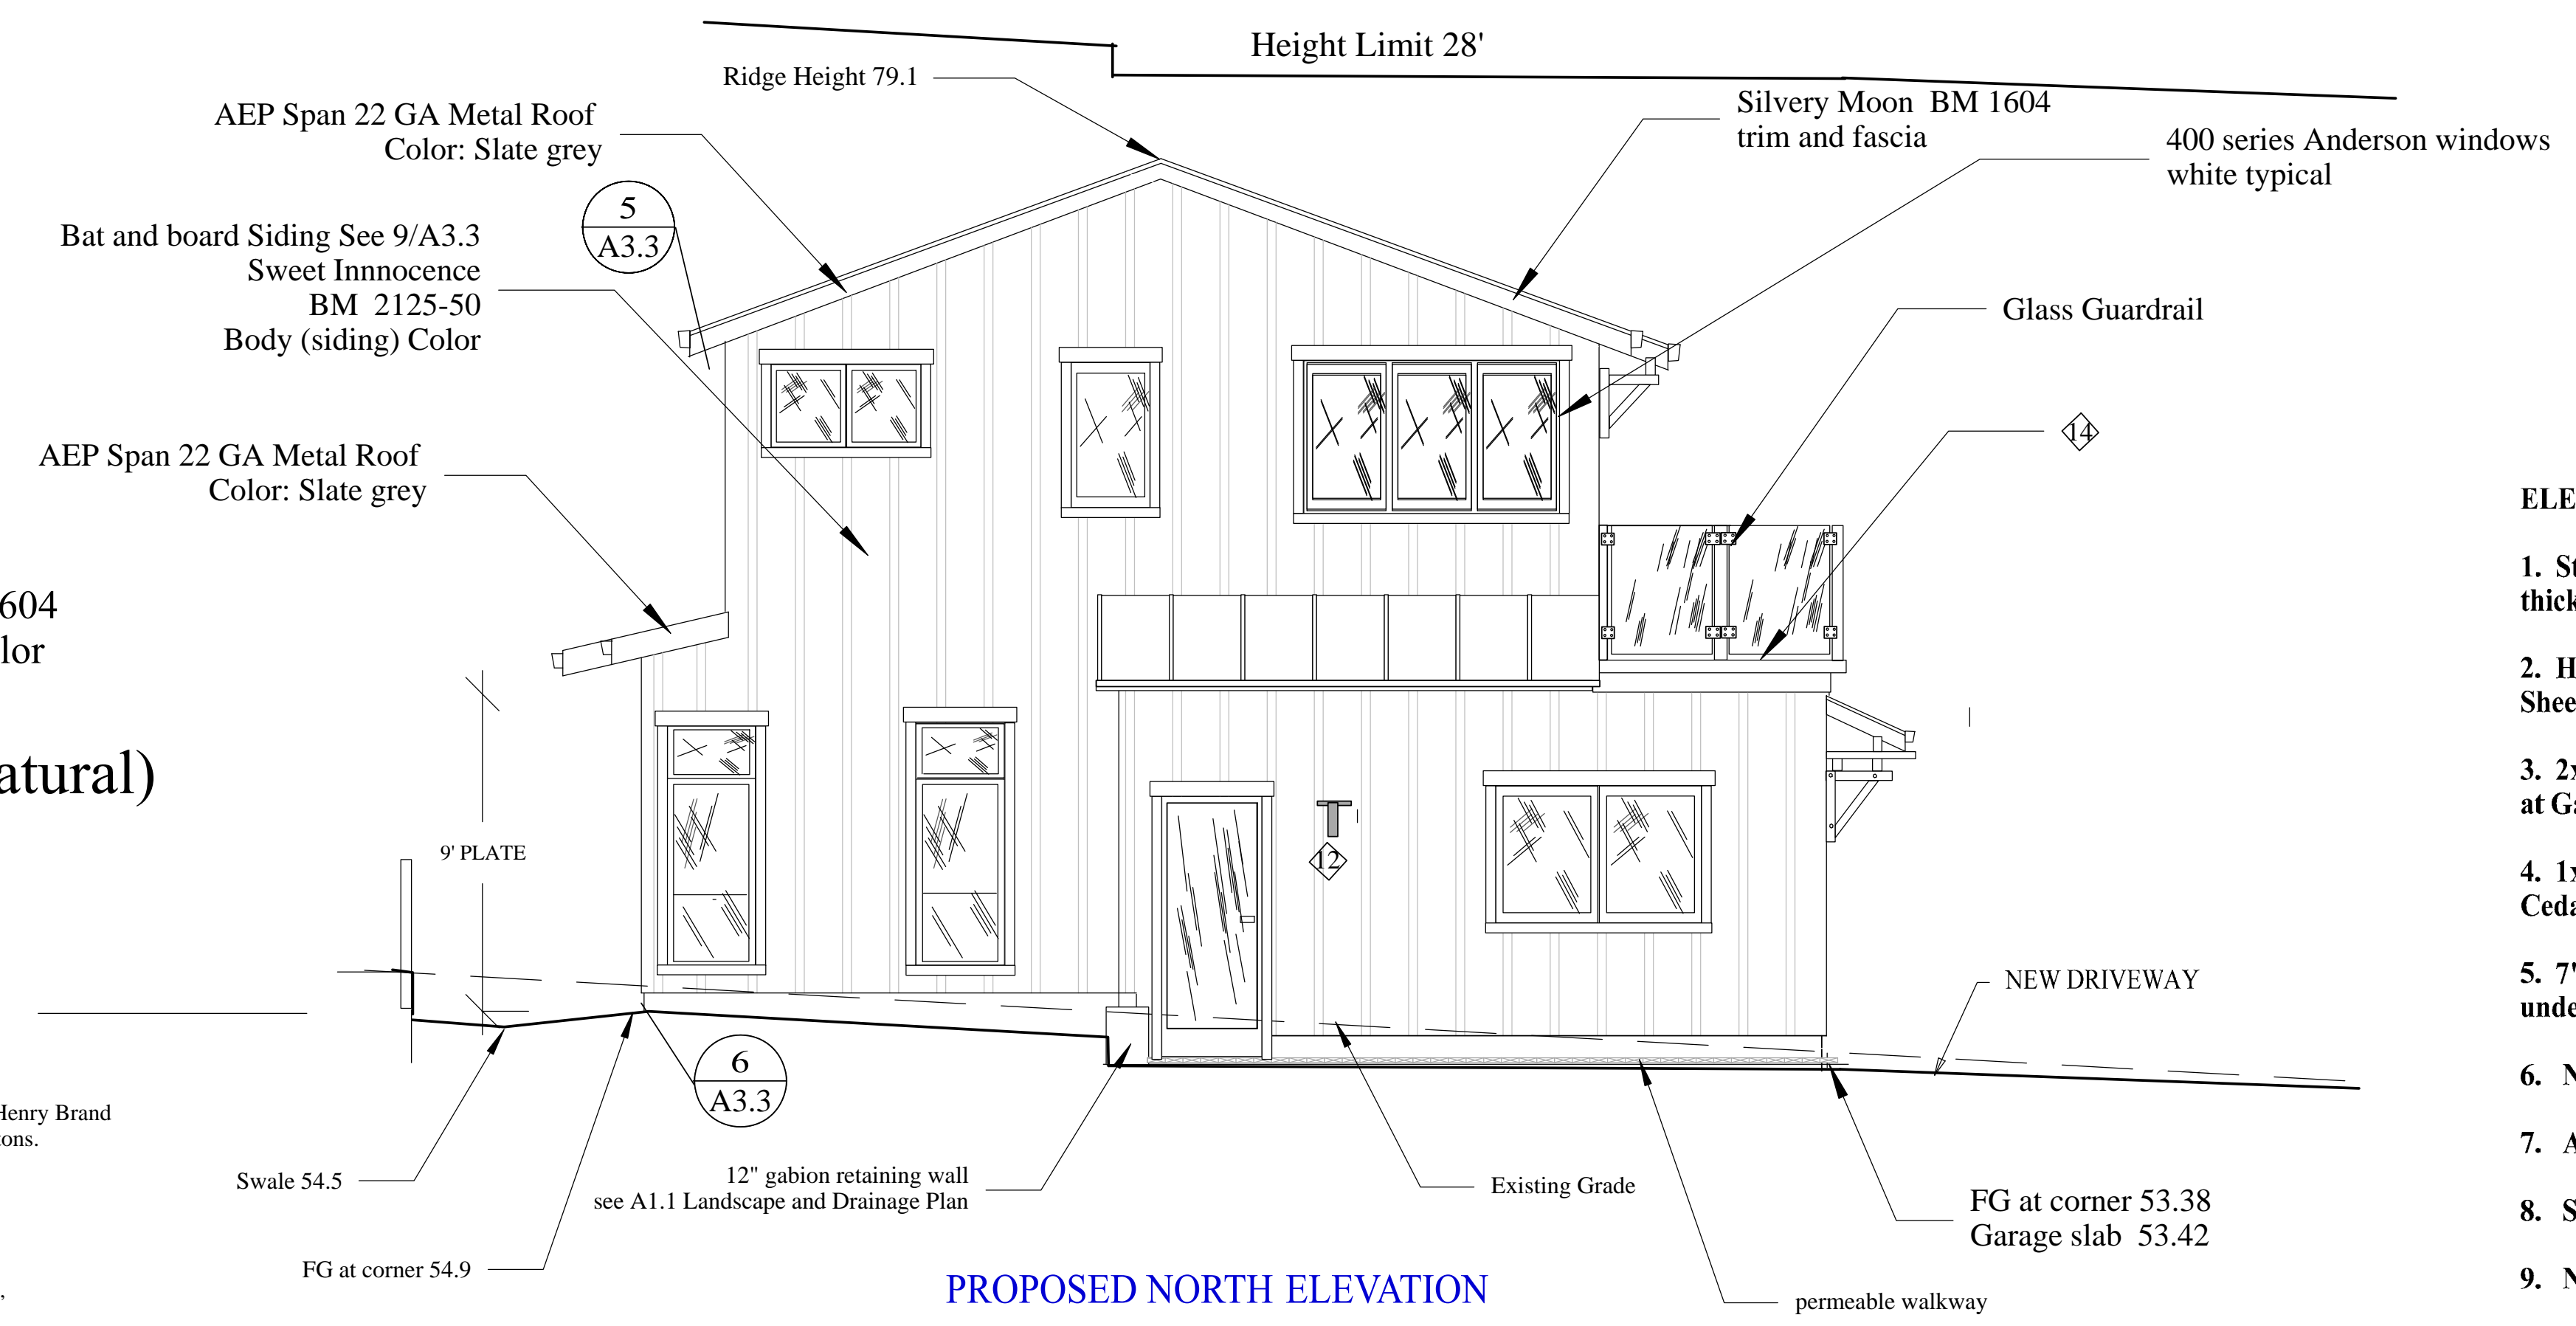 Height Limit 28'
Ridge Height 79.1
AEP Span 22 GA Metal Roof
Color: Slate grey
Silvery Moon BM 1604
trim and fascia
400 series Anderson windows
white typical
5
A3.3
Bat and board Siding See 9/A3.3
Sweet Innnocence
BM 2125-50
Body (siding) Color
Glass Guardrail
14
AEP Span 22 GA Metal Roof
Color: Slate grey
604
lor
atural)
9' PLATE
12
NEW DRIVEWAY
6
A3.3
Henry Brand
tons.
Swale 54.5
12" gabion retaining wall
see A1.1 Landscape and Drainage Plan
Existing Grade
FG at corner 53.38
Garage slab 53.42
FG at corner 54.9
PROPOSED NORTH ELEVATION
permeable walkway
ELE
1. St
thick
2. H
Shee
3. 2x
at Ga
4. 1x
Ceda
5. 7'
unde
6. N
7. A
8. S
9. N